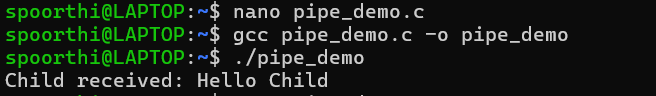 spoorthi@LAPTOP:~$ nano pipe_demo.c
spoorthi@LAPTOP:~$ gcc pipe_demo.c -o pipe_demo
spoorthi@LAPTOP:~$ ./pipe_demo
Child received: Hello Child